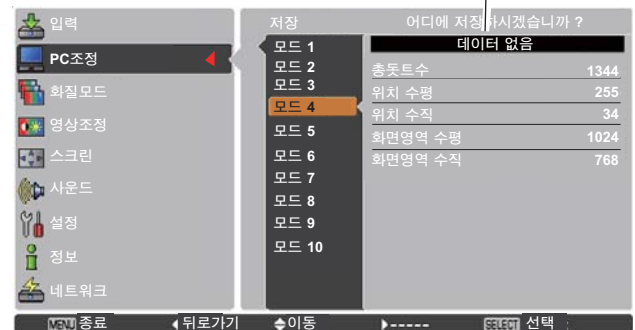 입력
PC조정
화질모드
영상조정
스크린
사운드
설정
정보
네트워크
저장
모드 1
모드 2
모드 3
모드 4
모드 5
모드 6
모드 7
모드 8
모드 9
모드 10
어디에 저장하시겠습니까 ?
데이터 없음
총돗트수 1344
위치 수평 255
위치 수직 34
화면영역 수평 1024
화면영역 수직 768
MENU 종료 뒤로가기 이동 ----- SELECT 선택